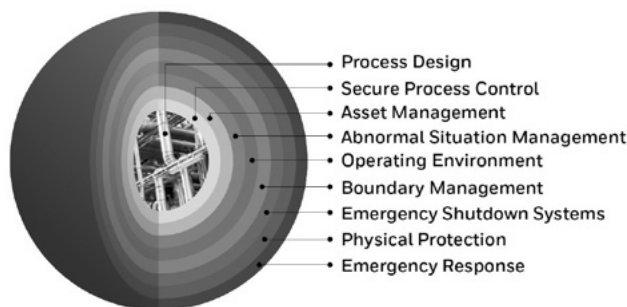 Process Design
Secure Process Control
Asset Management
Abnormal Situation Management
Operating Environment
Boundary Management
Emergency Shutdown Systems
Physical Protection
Emergency Response